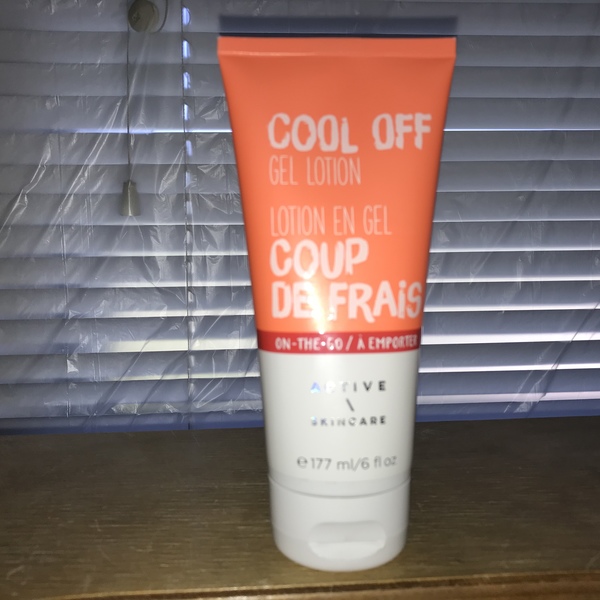 COOL OFF
GEL LOTION
LOTION EN GEL
COUP
DE FRAiS
ON-THE-GO / À EMPORTER
ACTIVE
\
SKINCARE
℮ 177 ml/6 fl oz